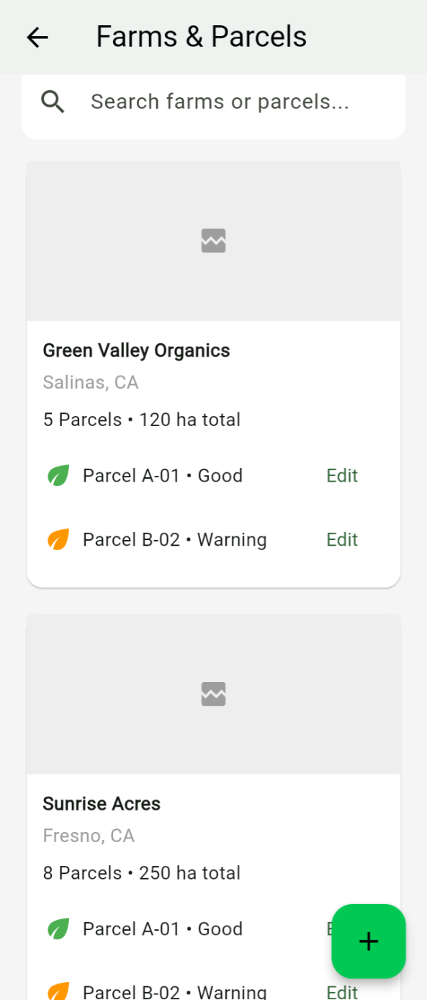 Farms & Parcels
Search farms or parcels...
Green Valley Organics
Salinas, CA
5 Parcels • 120 ha total
Parcel A-01 • Good Edit
Parcel B-02 • Warning Edit
Sunrise Acres
Fresno, CA
8 Parcels • 250 ha total
Parcel A-01 • Good
Parcel B-02 • Warning Edit